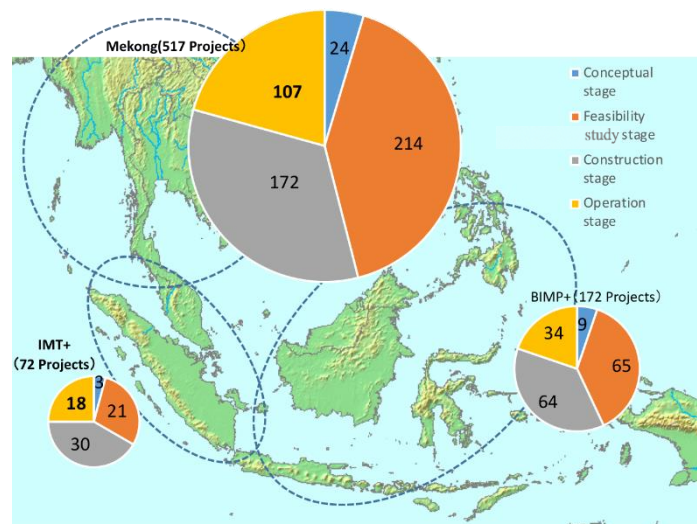 Mekong(517 Projects)
24
107
214
172
Conceptual
stage
Feasibility
study stage
Construction
stage
Operation
stage
BIMP+ (172 Projects)
9
34
65
64
IMT+
(72 Projects)
3
18
21
30